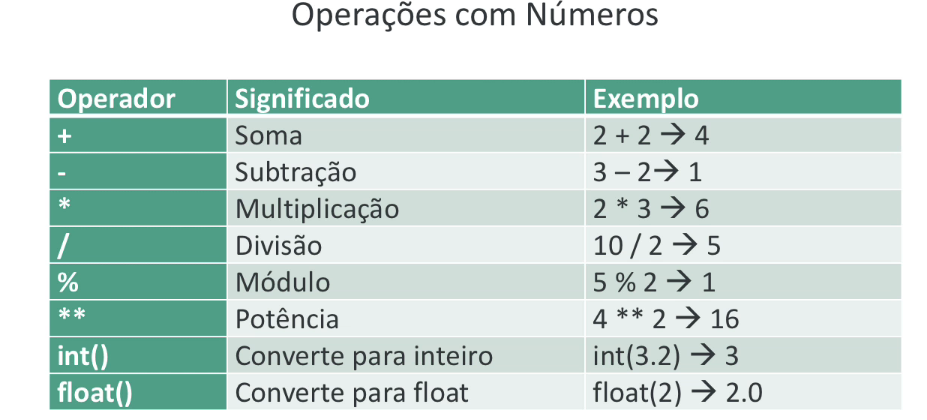 Operações com Números
Operador Significado Exemplo
+ Soma 2 + 2 → 4
- Subtração 3 – 2→ 1
* Multiplicação 2 * 3 → 6
/ Divisão 10 / 2 → 5
% Módulo 5 % 2 → 1
** Potência 4 ** 2 → 16
int() Converte para inteiro int(3.2) → 3
float() Converte para float float(2) → 2.0